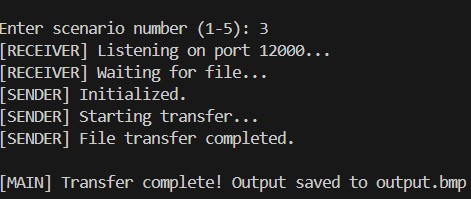 Enter scenario number (1-5): 3
[RECEIVER] Listening on port 12000...
[RECEIVER] Waiting for file...
[SENDER] Initialized.
[SENDER] Starting transfer...
[SENDER] File transfer completed.
[MAIN] Transfer complete! Output saved to output.bmp